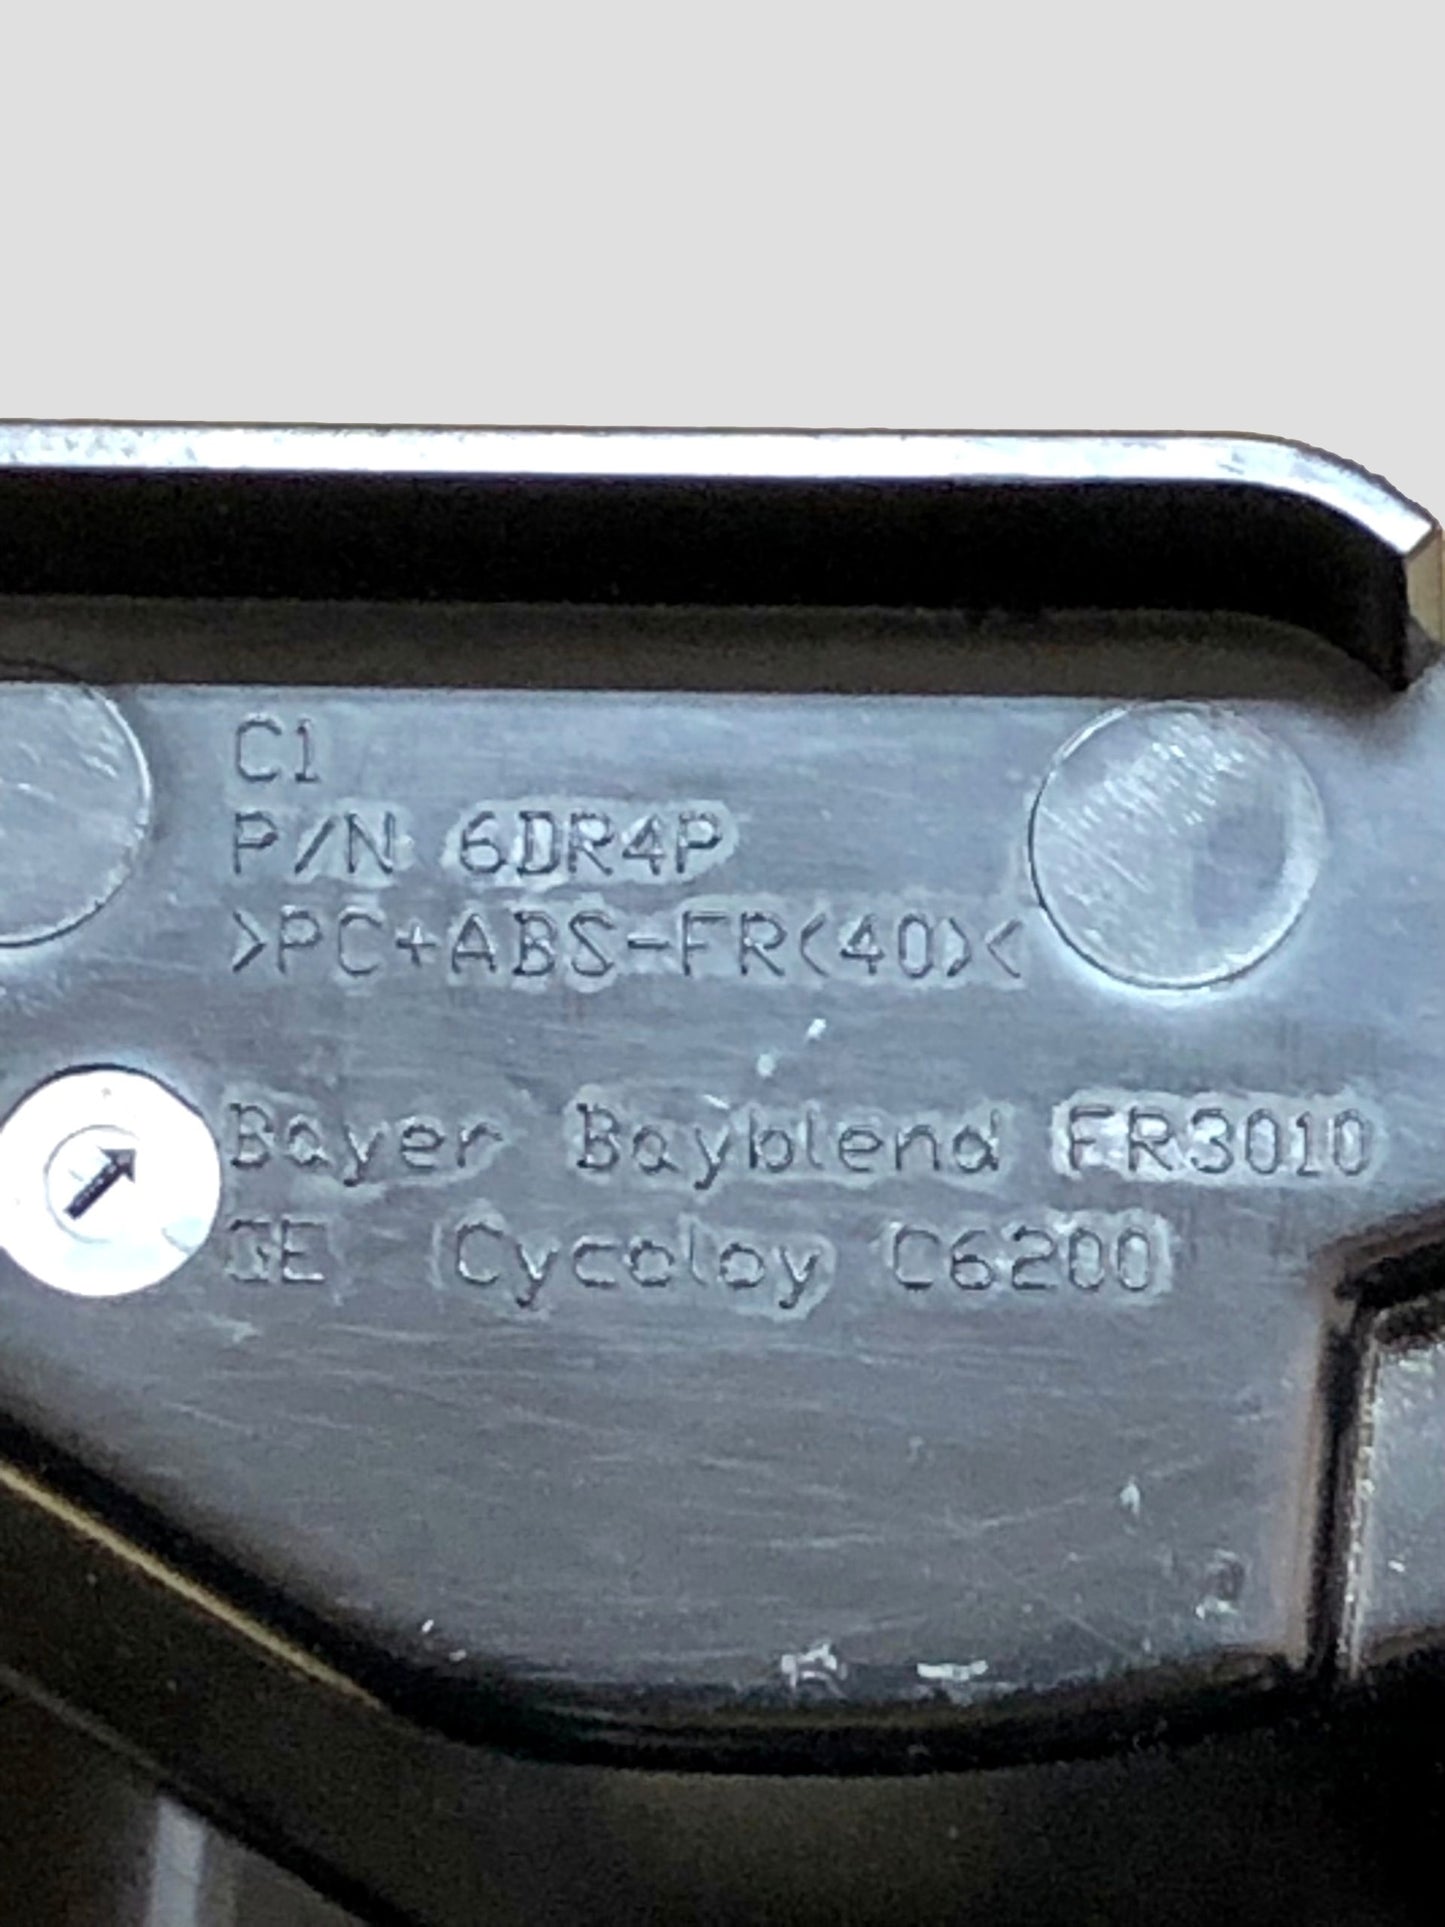 C1
P/N 6DR4P
>PC+ABS-FR(40)<
Bayer Bayblend FR3010
GE Cycoloy C6200